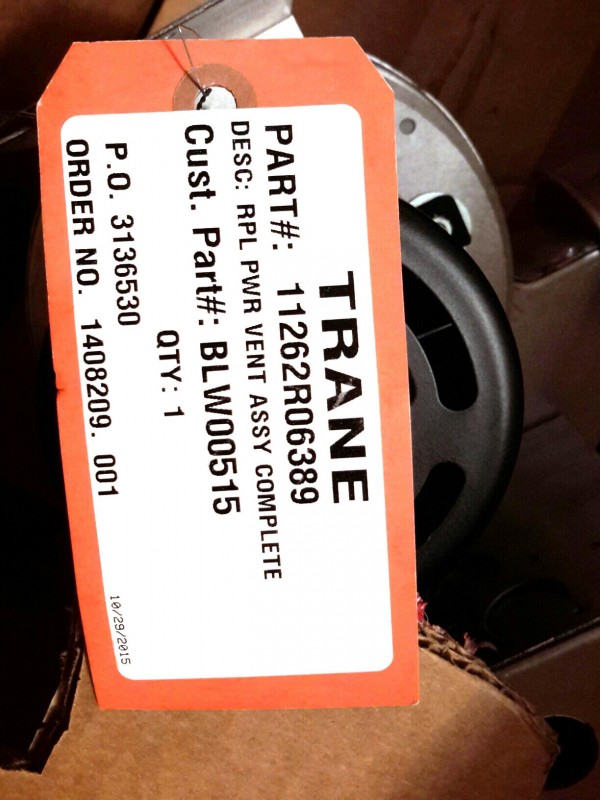 TRANE
PART#: 11262R06389
DESC: RPL PWR VENT ASSY COMPLETE
Cust. Part#: BLW00515
QTY: 1
P.O. 3136530
ORDER NO. 1408209. 001
10/29/2015